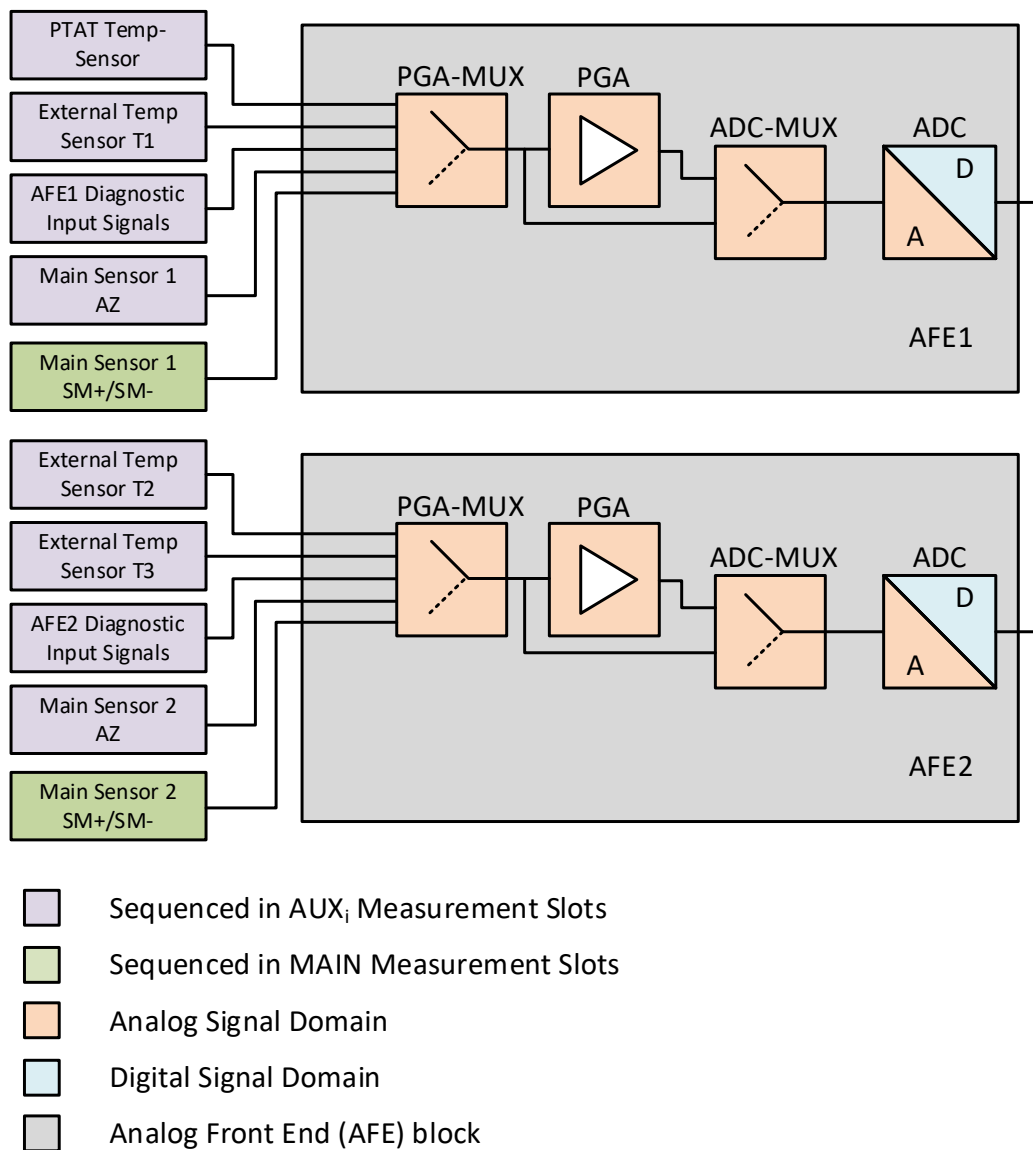 PTAT Temp-
Sensor
External Temp
Sensor T1
AFE1 Diagnostic
Input Signals
Main Sensor 1
AZ
Main Sensor 1
SM+/SM-
PGA-MUX
PGA
ADC-MUX
ADC
D
A
AFE1
External Temp
Sensor T2
External Temp
Sensor T3
AFE2 Diagnostic
Input Signals
Main Sensor 2
AZ
Main Sensor 2
SM+/SM-
PGA-MUX
PGA
ADC-MUX
ADC
D
A
AFE2
Sequenced in AUXi Measurement Slots
Sequenced in MAIN Measurement Slots
Analog Signal Domain
Digital Signal Domain
Analog Front End (AFE) block